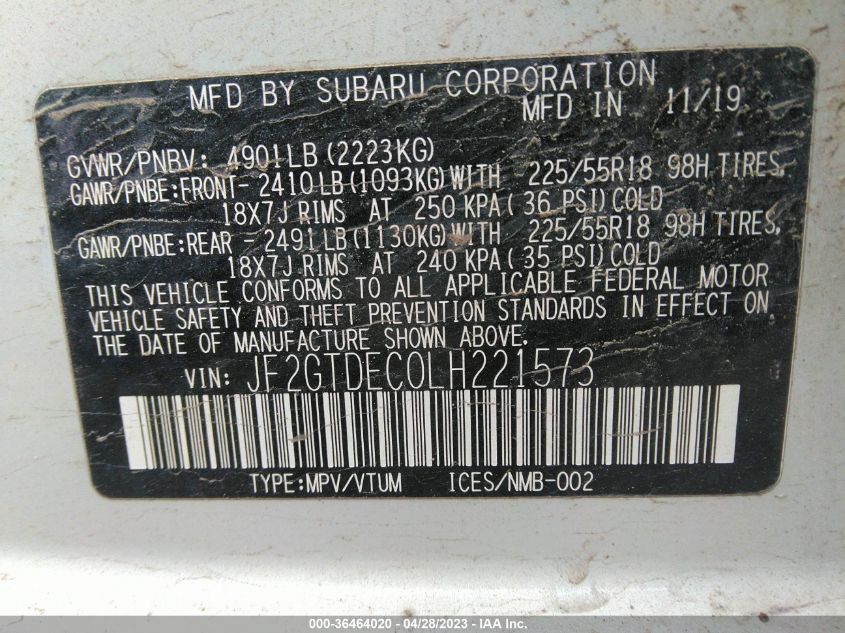 MFD BY SUBARU CORPORATION
MFD IN 11/19
GVWR/PNBV: 4901LB (2223KG)
GAWR/PNBE:FRONT- 2410LB(1093KG)WITH 225/55R18 98H TIRES,
18X7J RIMS AT 250 KPA( 36 PSI)COLD
GAWR/PNBE:REAR - 2491LB(1130KG)WITH 225/55R18 98H TIRES,
18X7J RIMS AT 240 KPA(35 PSI)COLD
THIS VEHICLE CONFORMS TO ALL APPLICABLE FEDERAL MOTOR
VEHICLE SAFETY AND THEFT PREVENTION STANDARDS IN EFFECT ON
THE DATE OF MANUFACTURE SHOWN ABOVE.
VIN: JF2GTDEC0LH221573
TYPE:MPV/VTUM ICES/NMB-002
000-36464020 - 04/28/2023 - IAA Inc.